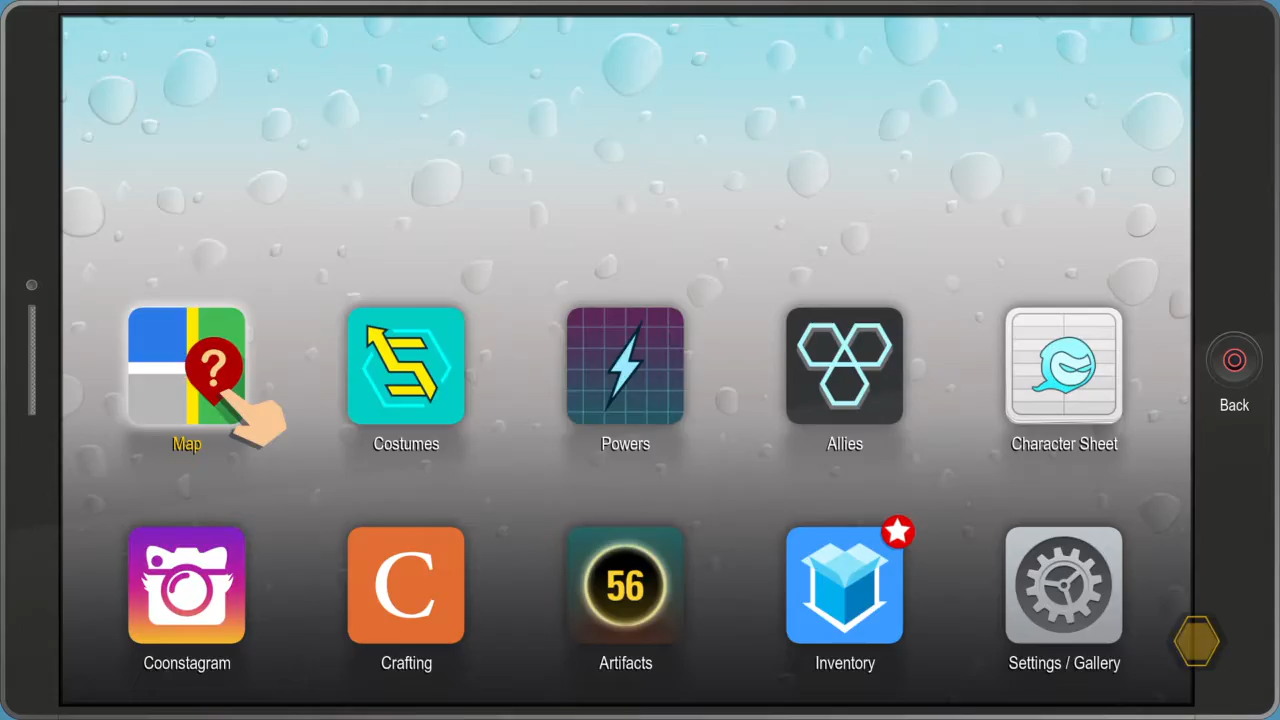 ?
Map
Costumes
Powers
Allies
Character Sheet
Back
C
56
Coonstagram
Crafting
Artifacts
Inventory
Settings / Gallery